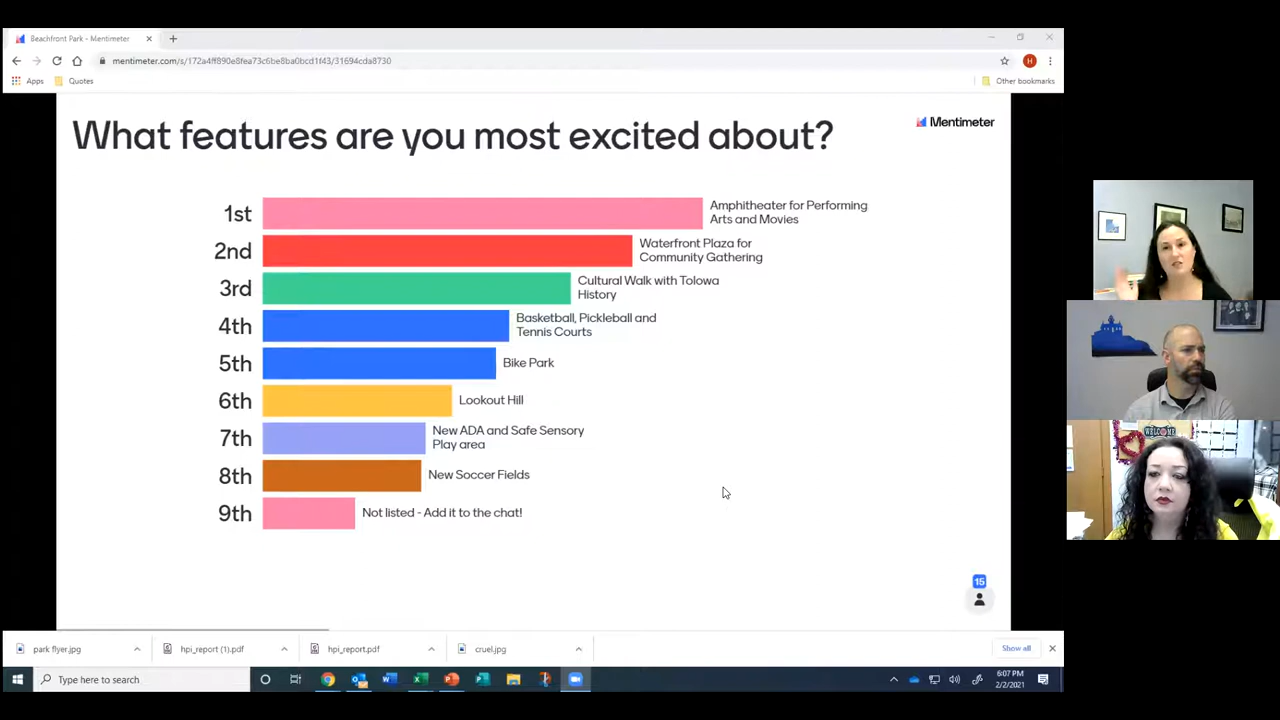 Beachfront Park - Mentimeter
mentimeter.com/s/172a4ff890e8fea73c6be8ba0bcd1f43/31694cda8730
H
Apps
Quotes
Other bookmarks
What features are you most excited about?
Mentimeter
1st
Amphitheater for Performing
Arts and Movies
2nd
Waterfront Plaza for
Community Gathering
3rd
Cultural Walk with Tolowa
History
4th
Basketball, Pickleball and
Tennis Courts
5th
Bike Park
6th
Lookout Hill
7th
New ADA and Safe Sensory
Play area
8th
New Soccer Fields
9th
Not listed - Add it to the chat!
15
WELCOME
park flyer.jpg
hpi_report (1).pdf
hpi_report.pdf
cruel.jpg
Show all
Type here to search
6:07 PM
2/2/2021